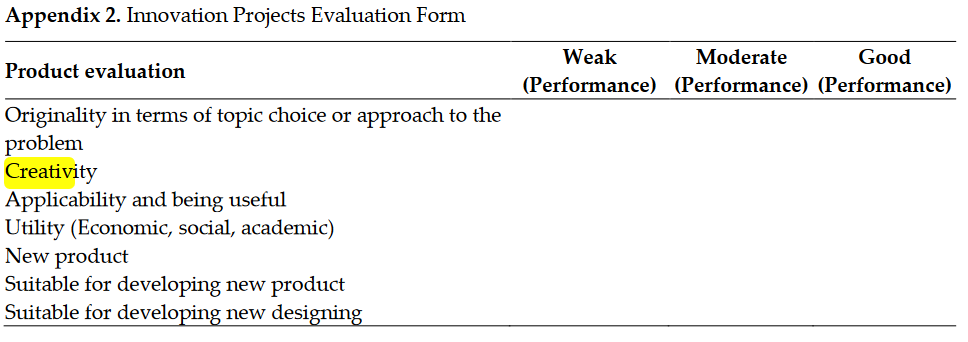 Appendix 2. Innovation Projects Evaluation Form
Product evaluation Weak (Performance) Moderate (Performance) Good (Performance)
Originality in terms of topic choice or approach to the
problem
Creativity
Applicability and being useful
Utility (Economic, social, academic)
New product
Suitable for developing new product
Suitable for developing new designing